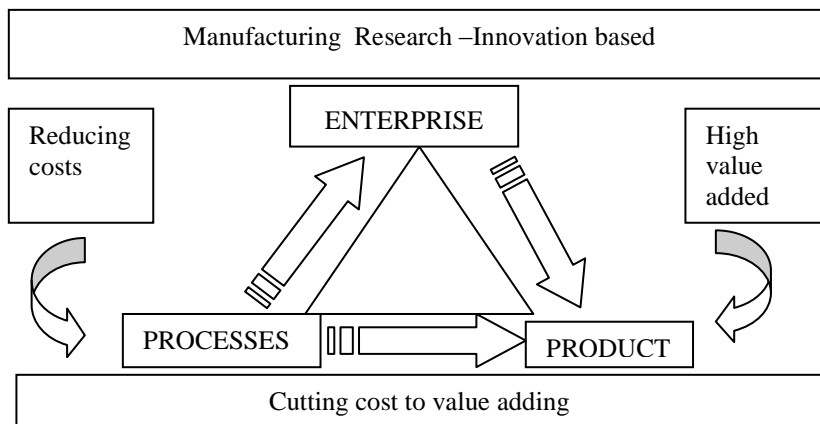 Manufacturing Research –Innovation based
ENTERPRISE
Reducing
costs
High
value
added
PROCESSES
PRODUCT
Cutting cost to value adding